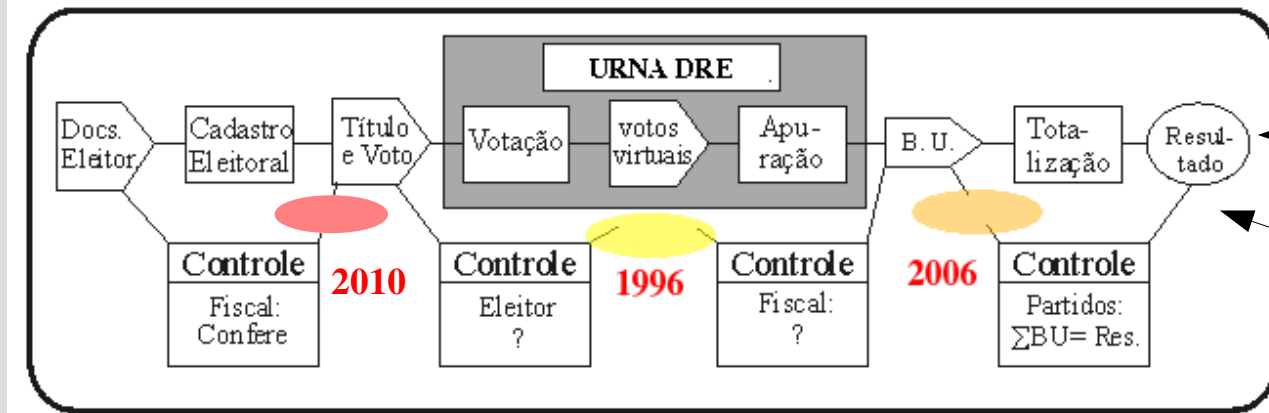 URNA DRE
Docs.
Eleitor
Cadastro
Eleitoral
Título
e Voto
Votação
votos
virtuais
Apu-
ração
B. U.
Tota-
lização
Resul-
tado
Controle
Fiscal:
Confere
2010
Controle
Eleitor
?
1996
Controle
Fiscal:
?
2006
Controle
Partidos:
∑BU= Res.